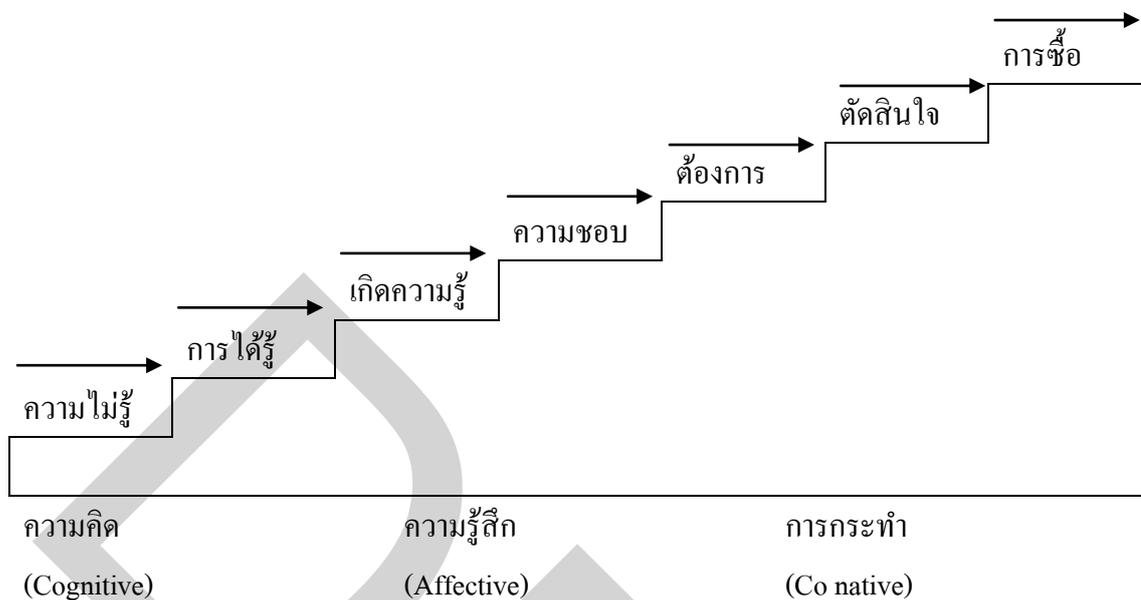 การซื้อ
ตัดสินใจ
ต้องการ
ความชอบ
เกิดความรู้
การได้รู้
ความไม่รู้
ความคิด ความรู้สึก การกระทำ
(Cognitive) (Affective) (Co native)